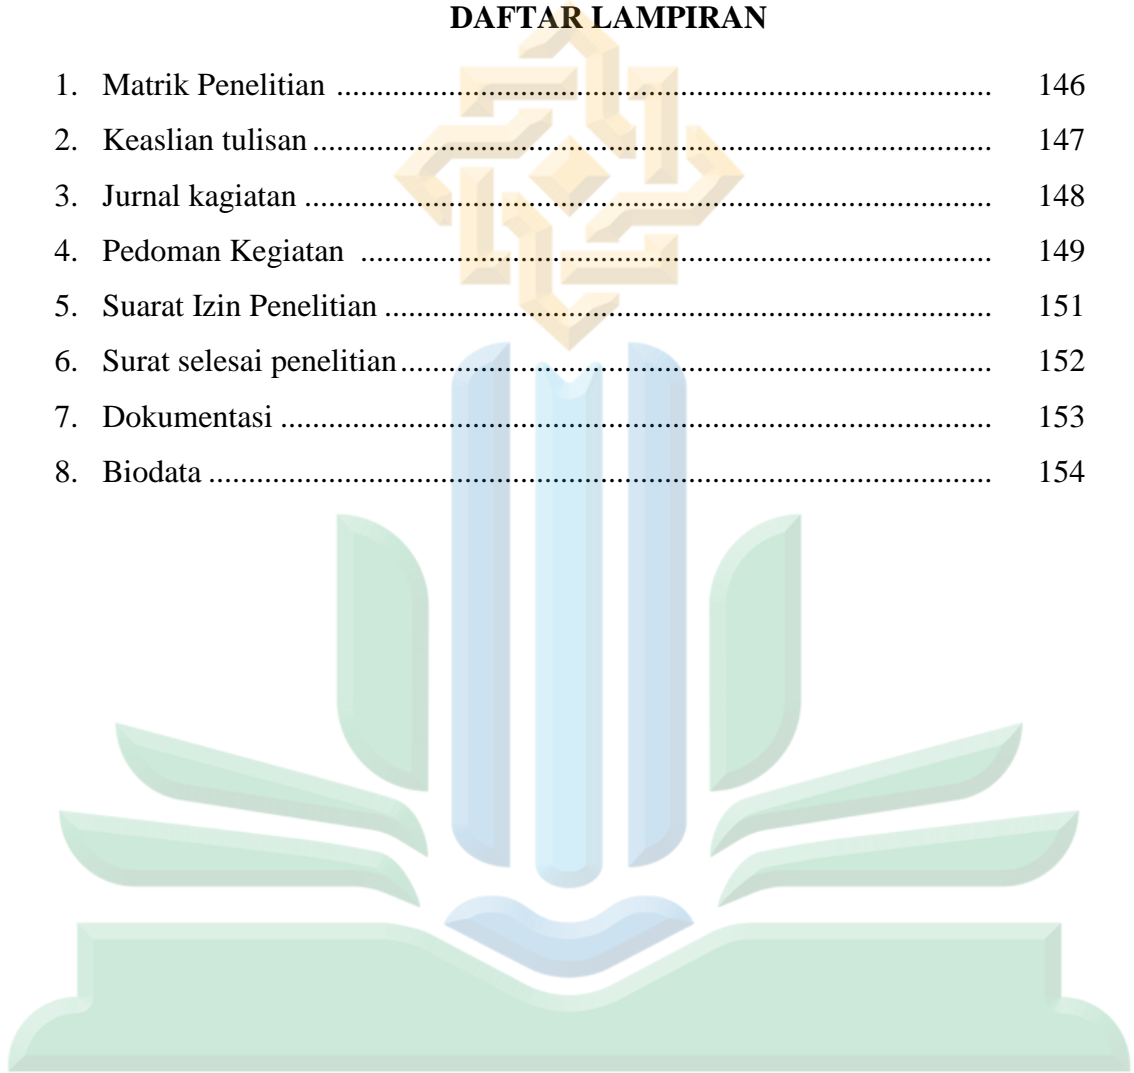 DAFTAR LAMPIRAN
1. Matrik Penelitian .................................................................................. 146
2. Keaslian tulisan ..................................................................................... 147
3. Jurnal kagiatan ...................................................................................... 148
4. Pedoman Kegiatan ............................................................................... 149
5. Suarat Izin Penelitian ............................................................................ 151
6. Surat selesai penelitian .......................................................................... 152
7. Dokumentasi ......................................................................................... 153
8. Biodata .................................................................................................. 154